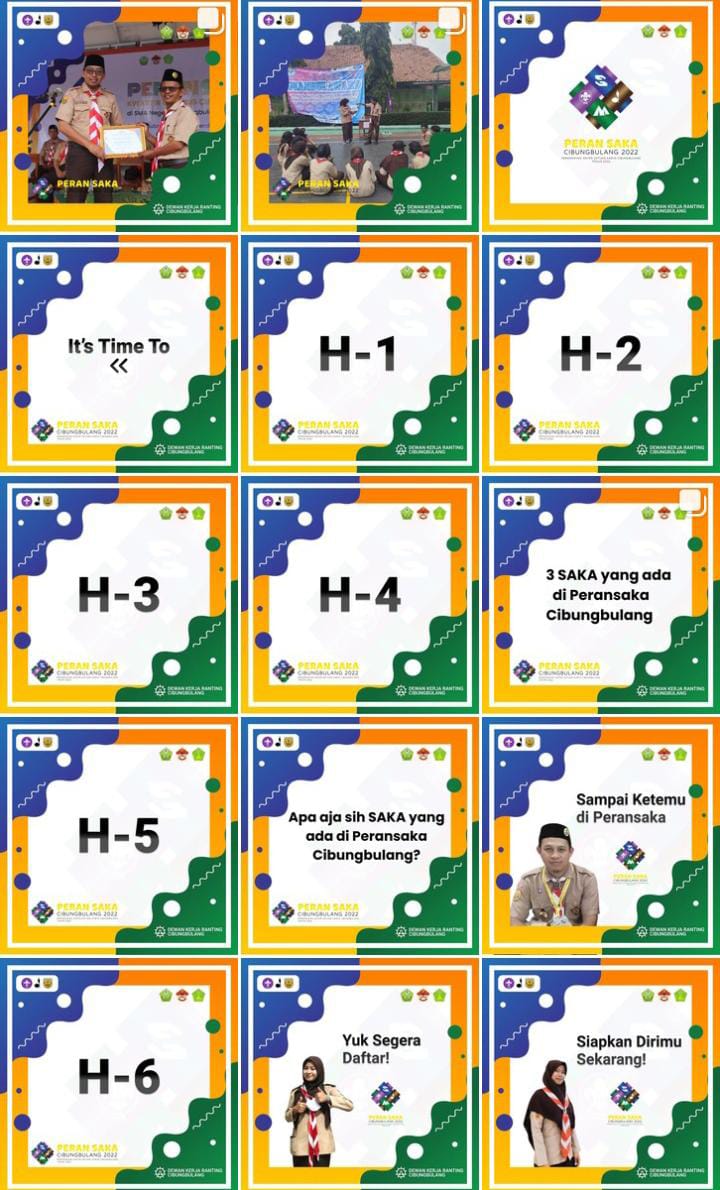 PERAN SAKA
di SMA Nege
PERAN SAKA
DEWAN KERJA RANTING
CIBUNGBULANG
PERAN SAKA
DEWAN KERJA RANTING
CIBUNGBULANG
PERAN SAKA
CIBUNGBULANG 2022
DEWAN KERJA RANTING
CIBUNGBULANG
It's Time To
<<
PERAN SAKA
CIBUNGBULANG 2022
DEWAN KERJA RANTING
CIBUNGBULANG
H-1
PERAN SAKA
CIBUNGBULANG 2022
DEWAN KERJA RANTING
CIBUNGBULANG
H-2
PERAN SAKA
CIBUNGBULANG 2022
DEWAN KERJA RANTING
CIBUNGBULANG
H-3
PERAN SAKA
CIBUNGBULANG 2022
DEWAN KERJA RANTING
CIBUNGBULANG
H-4
PERAN SAKA
CIBUNGBULANG 2022
DEWAN KERJA RANTING
CIBUNGBULANG
3 SAKA yang ada
di Peransaka
Cibungbulang
PERAN SAKA
CIBUNGBULANG 2022
DEWAN KERJA RANTING
CIBUNGBULANG
H-5
PERAN SAKA
CIBUNGBULANG 2022
DEWAN KERJA RANTING
CIBUNGBULANG
Apa aja sih SAKA yang
ada di Peransaka
Cibungbulang?
PERAN SAKA
CIBUNGBULANG 2022
DEWAN KERJA RANTING
CIBUNGBULANG
Sampai Ketemu
di Peransaka
PERAN SAKA
DEWAN KERJA RANTING
CIBUNGBULANG
H-6
PERAN SAKA
CIBUNGBULANG 2022
DEWAN KERJA RANTING
CIBUNGBULANG
Yuk Segera
Daftar!
PERAN SAKA
DEWAN KERJA RANTING
CIBUNGBULANG
Siapkan Dirimu
Sekarang!
PERAN SAKA
DEWAN KERJA RANTING
CIBUNGBULANG